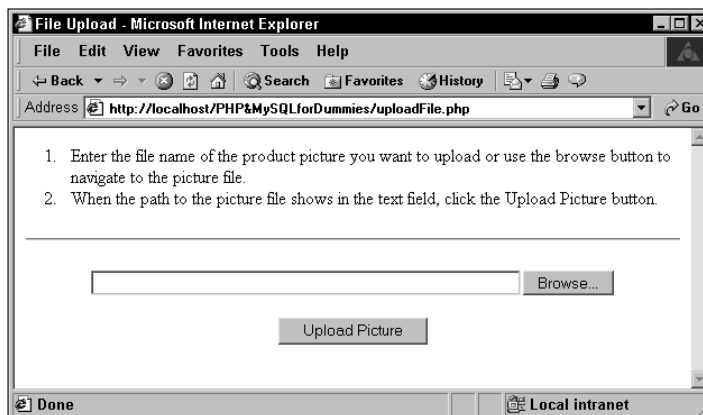 File Upload - Microsoft Internet Explorer
File Edit View Favorites Tools Help
Back Search Favorites History
Address http://localhost/PHP&MySQLforDummies/uploadFile.php Go
1. Enter the file name of the product picture you want to upload or use the browse button to
navigate to the picture file.
2. When the path to the picture file shows in the text field, click the Upload Picture button.
Browse...
Upload Picture
Done Local intranet